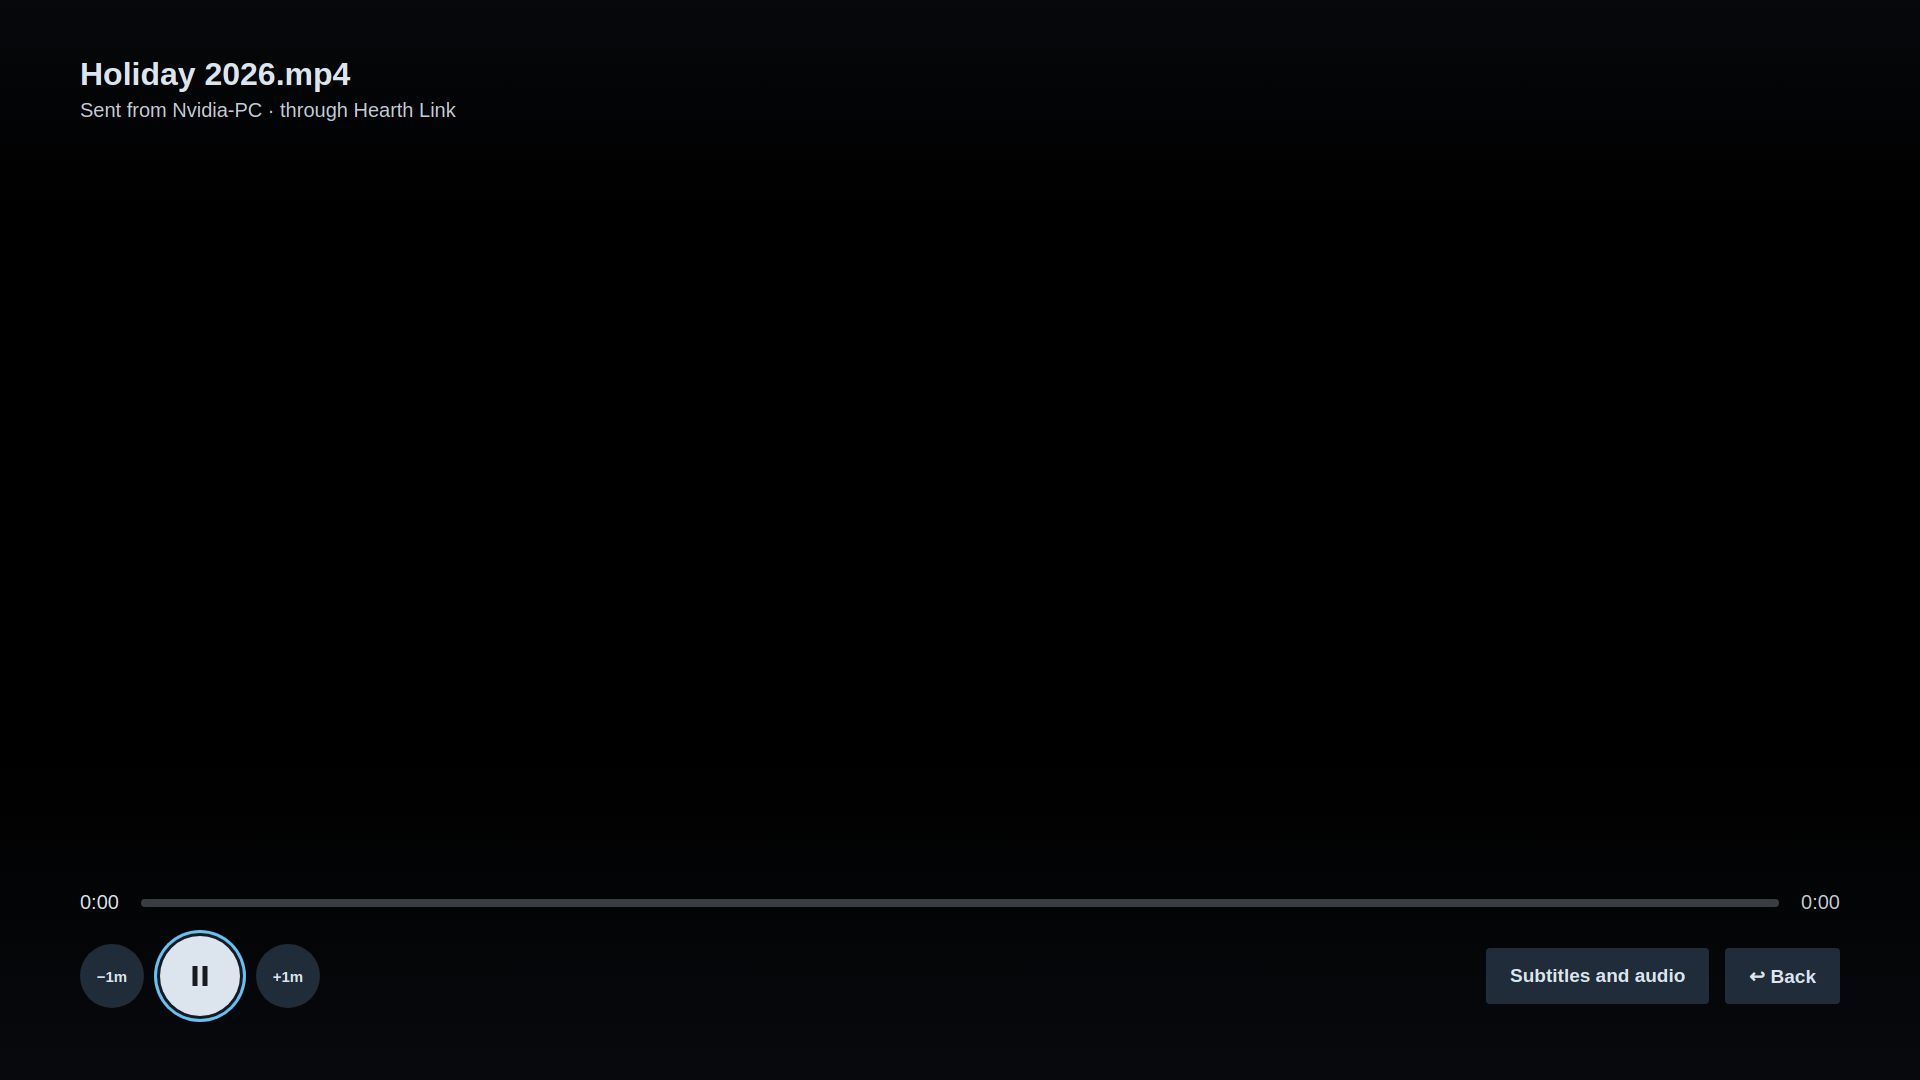 Holiday 2026.mp4
Sent from Nvidia-PC · through Hearth Link
0:00 0:00
−1m +1m Subtitles and audio ↩ Back